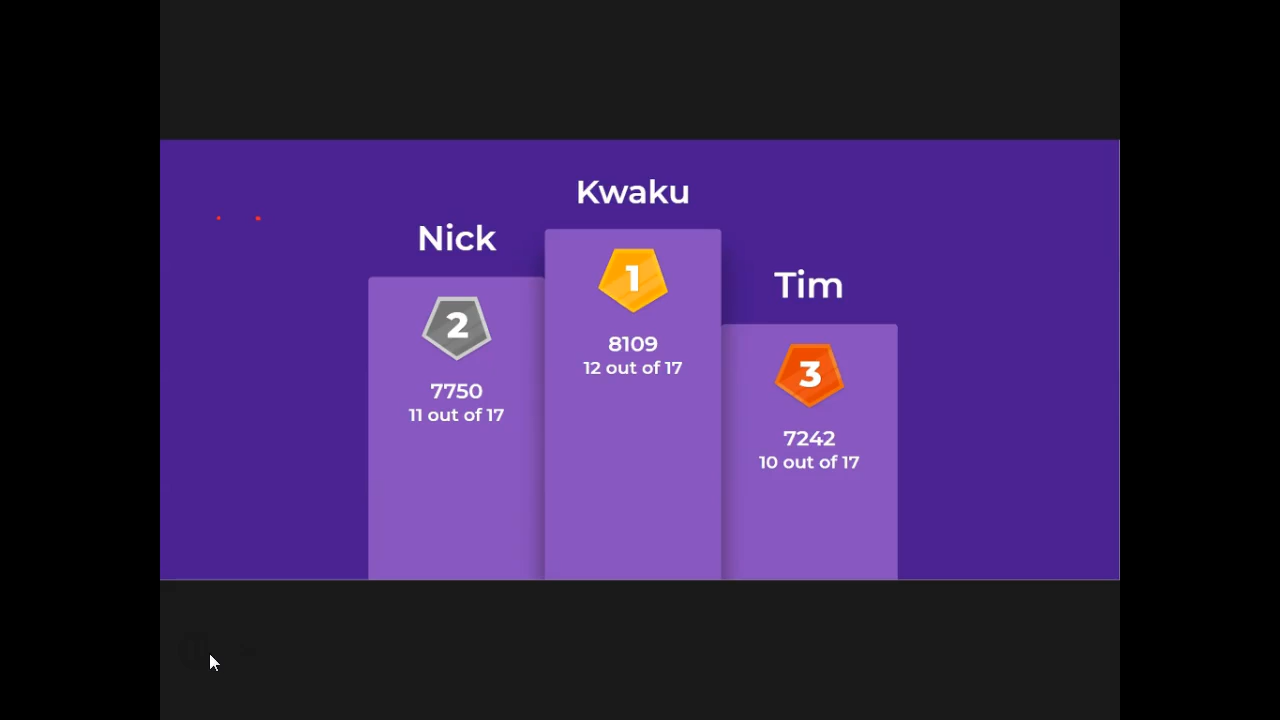 Kwaku
Nick
Tim
1
2
3
8109
12 out of 17
7750
11 out of 17
7242
10 out of 17